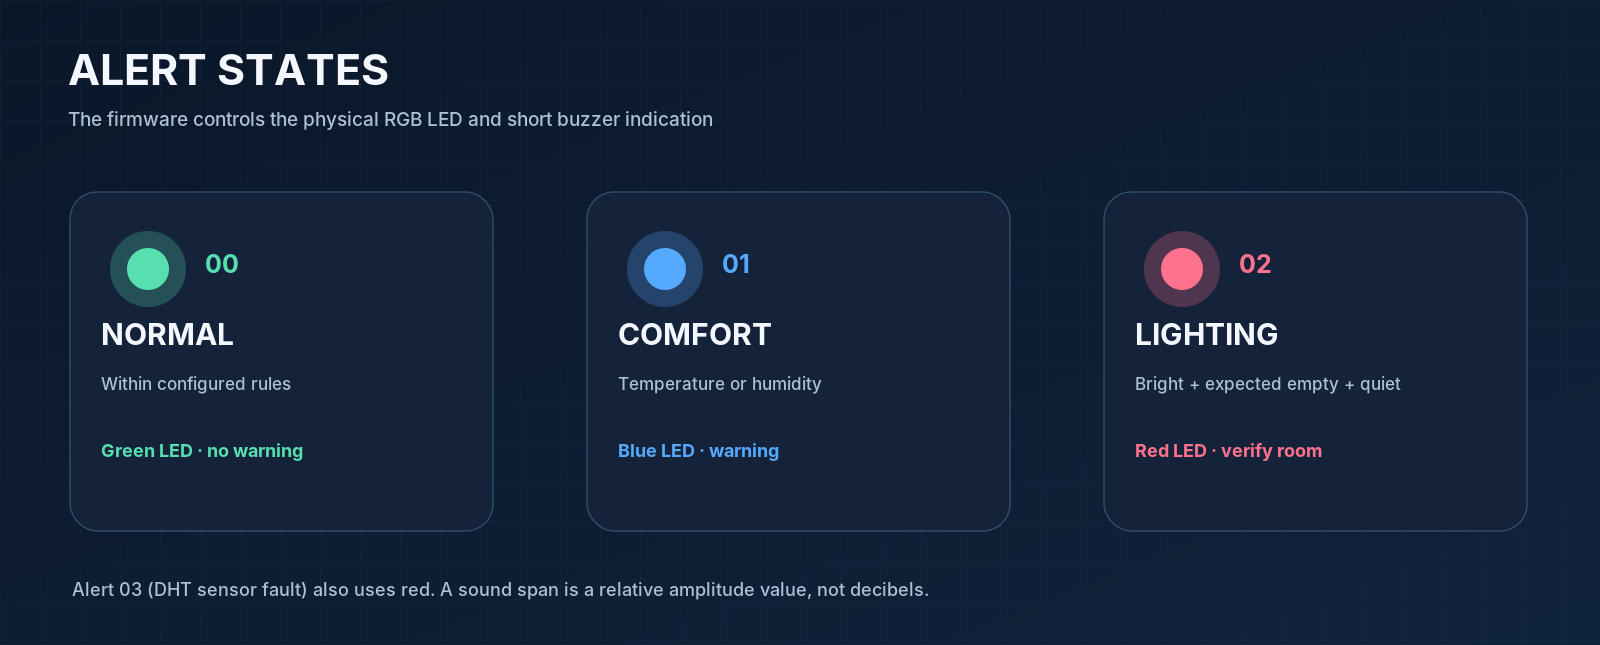 ALERT STATES
The firmware controls the physical RGB LED and short buzzer indication
00
NORMAL
Within configured rules
Green LED · no warning
01
COMFORT
Temperature or humidity
Blue LED · warning
02
LIGHTING
Bright + expected empty + quiet
Red LED · verify room
Alert 03 (DHT sensor fault) also uses red. A sound span is a relative amplitude value, not decibels.